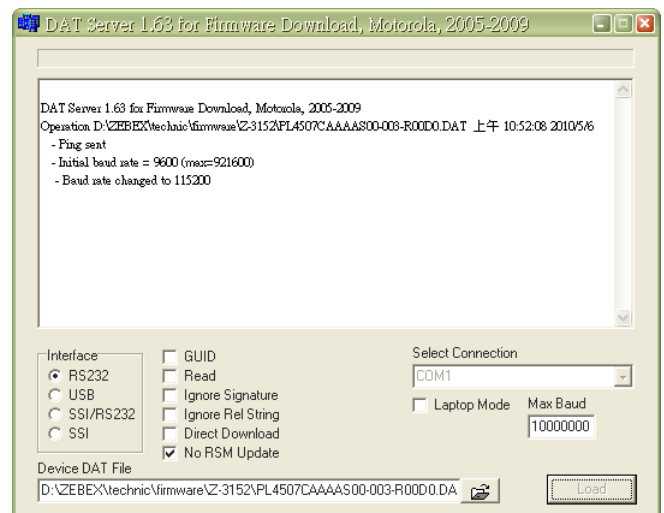 DAT Server 1.63 for Firmware Download, Motorola, 2005-2009
DAT Server 1.63 for Firmware Download, Motorola, 2005-2009
Operation D:\ZEBEX\technic\firmware\Z-3152\PL4507CAAAAS00-003-R00D0.DAT 上午 10:52:08 2010/5/6
- Ping sent
- Initial baud rate = 9600 (max=921600)
- Baud rate changed to 115200
Interface
RS232
USB
SSI/RS232
SSI
GUID
Read
Ignore Signature
Ignore Rel String
Direct Download
No RSM Update
Select Connection
COM1
Laptop Mode
Max Baud
10000000
Device DAT File
D:\ZEBEX\technic\firmware\Z-3152\PL4507CAAAAS00-003-R00D0.DA
Load